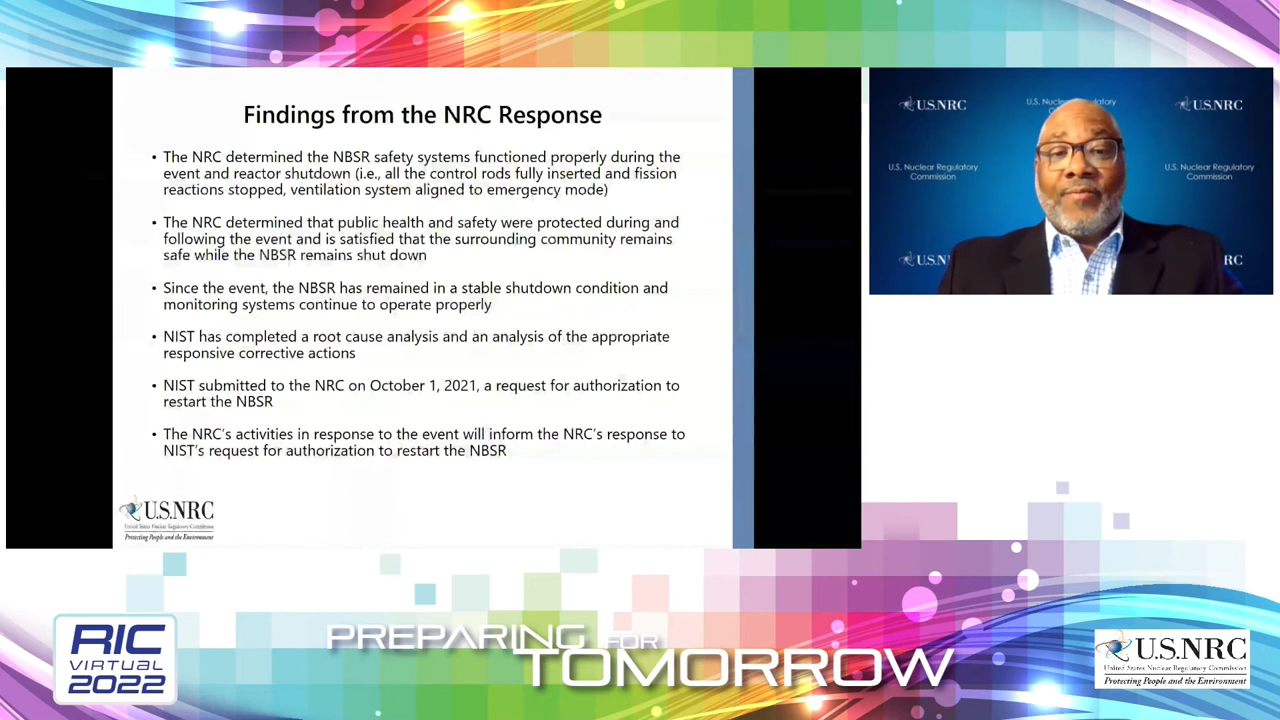 Findings from the NRC Response
• The NRC determined the NBSR safety systems functioned properly during the
event and reactor shutdown (i.e., all the control rods fully inserted and fission
reactions stopped, ventilation system aligned to emergency mode)
• The NRC determined that public health and safety were protected during and
following the event and is satisfied that the surrounding community remains
safe while the NBSR remains shut down
• Since the event, the NBSR has remained in a stable shutdown condition and
monitoring systems continue to operate properly
• NIST has completed a root cause analysis and an analysis of the appropriate
responsive corrective actions
• NIST submitted to the NRC on October 1, 2021, a request for authorization to
restart the NBSR
• The NRC's activities in response to the event will inform the NRC's response to
NIST's request for authorization to restart the NBSR
U.S.NRC
United States Nuclear Regulatory Commission
Protecting People and the Environment
U.S.NRC
U.S. Nuclear Regulatory
U.S.NRC
U.S. Nuclear Regulatory
Commission
U.S. Nuclear Regulatory
Commission
U.S.N
RC
RIC
VIRTUAL
2022
PREPARING FOR
TOMORROW
U.S.NRC
United States Nuclear Regulatory Commission
Protecting People and the Environment